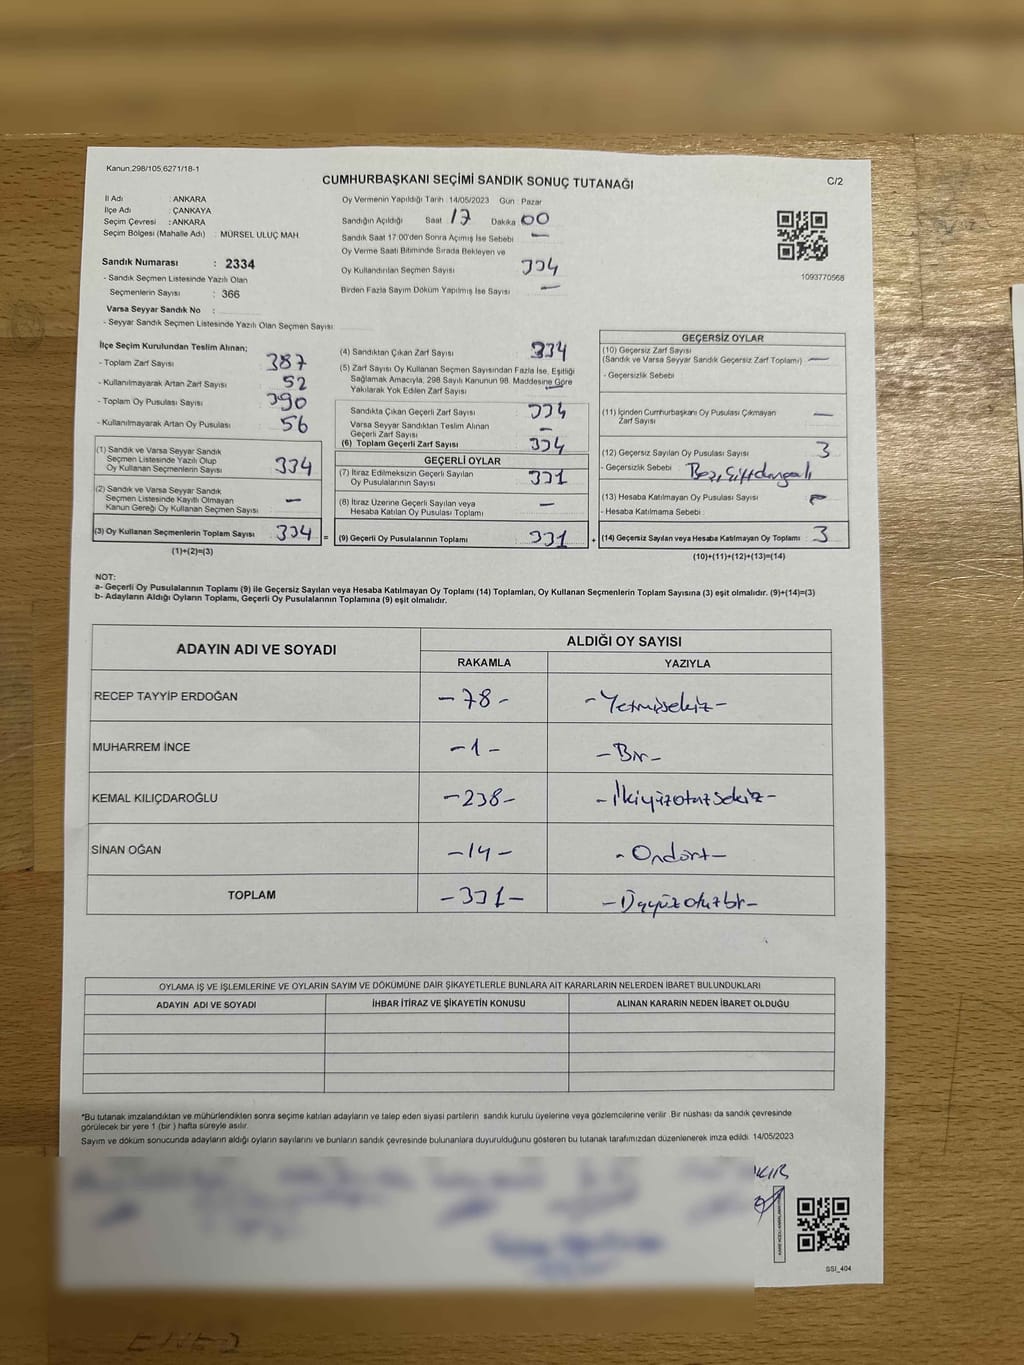 Kanun.298/105,6271/18-1
CUMHURBAŞKANI SEÇİMİ SANDIK SONUÇ TUTANAĞI
C/2
İl Adı : ANKARA
İlçe Adı : ÇANKAYA
Seçim Çevresi : ANKARA
Seçim Bölgesi (Mahalle Adı) : MÜRSEL ULUÇ MAH.
Sandık Numarası : 2334
- Sandık Seçmen Listesinde Yazılı Olan
Seçmenlerin Sayısı : 366
Varsa Seyyar Sandık No :
- Seyyar Sandık Seçmen Listesinde Yazılı Olan Seçmen Sayısı:
Oy Vermenin Yapıldığı Tarih 14/05/2023 Gün : Pazar
Sandığın Açıldığı Saat 17 Dakika 00
Sandık Saat 17:00'den Sonra Açımış İse Sebebi : —
Oy Verme Saati Bitiminde Sırada Bekleyen ve
Oy Kullandırılan Seçmen Sayısı : 334
Birden Fazla Sayım Döküm Yapılmış İse Sayısı : —
1093770568
İlçe Seçim Kurulundan Teslim Alınan;
- Toplam Zarf Sayısı : 387
- Kullanılmayarak Artan Zarf Sayısı : 52
- Toplam Oy Pusulası Sayısı : 390
- Kullanılmayarak Artan Oy Pusulası : 56
(1) Sandık ve Varsa Seyyar Sandık
Seçmen Listesinde Yazılı Olup
Oy Kullanan Seçmenlerin Sayısı : 334
(2) Sandık ve Varsa Seyyar Sandık
Seçmen Listesinde Kayıtlı Olmayan
Kanun Gereği Oy Kullanan Seçmen Sayısı : —
(3) Oy Kullanan Seçmenlerin Toplam Sayısı : 334 =
(1)+(2)=(3)
(4) Sandıktan Çıkan Zarf Sayısı : 334
(5) Zarf Sayısı Oy Kullanan Seçmen Sayısından Fazla İse, Eşitliği
Sağlamak Amacıyla, 298 Sayılı Kanunun 98. Maddesine Göre
Yakılarak Yok Edilen Zarf Sayısı : —
Sandıkta Çıkan Geçerli Zarf Sayısı : 334
Varsa Seyyar Sandıktan Teslim Alınan
Geçerli Zarf Sayısı : —
(6) Toplam Geçerli Zarf Sayısı : 334
GEÇERLİ OYLAR
(7) İtiraz Edilmeksizin Geçerli Sayılan
Oy Pusulalarının Sayısı : 331
(8) İtiraz Üzerine Geçerli Sayılan veya
Hesaba Katılan Oy Pusulası Toplamı : —
(9) Geçerli Oy Pusulalarının Toplamı : 331 +
GEÇERSİZ OYLAR
(10) Geçersiz Zarf Sayısı
(Sandık ve Varsa Seyyar Sandık Geçersiz Zarf Toplamı) : —
- Geçersizlik Sebebi :
(11) İçinden Cumhurbaşkanı Oy Pusulası Çıkmayan
Zarf Sayısı : —
(12) Geçersiz Sayılan Oy Pusulası Sayısı : 3
- Geçersizlik Sebebi : Boş, çift damgalı
(13) Hesaba Katılmayan Oy Pusulası Sayısı : —
- Hesaba Katılmama Sebebi :
(14) Geçersiz Sayılan veya Hesaba Katılmayan Oy Toplamı : 3
(10)+(11)+(12)+(13)=(14)
NOT:
a- Geçerli Oy Pusulalarının Toplamı (9) ile Geçersiz Sayılan veya Hesaba Katılmayan Oy Toplamı (14) Toplamları, Oy Kullanan Seçmenlerin Toplam Sayısına (3) eşit olmalıdır. (9)+(14)=(3)
b- Adayların Aldığı Oyların Toplamı, Geçerli Oy Pusulalarının Toplamına (9) eşit olmalıdır.
ADAYIN ADI VE SOYADI
ALDIĞI OY SAYISI
RAKAMLA YAZIYLA
RECEP TAYYİP ERDOĞAN -78- -Yetmişsekiz-
MUHARREM İNCE -1- -Bir-
KEMAL KILIÇDAROĞLU -238- -İkiyüzotuzsekiz-
SİNAN OĞAN -14- -Ondört-
TOPLAM -331- -Üçyüzotuzbir-
OYLAMA İŞ VE İŞLEMLERİNE VE OYLARIN SAYIM VE DÖKÜMÜNE DAİR ŞİKAYETLERLE BUNLARA AİT KARARLARIN NELERDEN İBARET BULUNDUKLARI
ADAYIN ADI VE SOYADI İHBAR İTİRAZ VE ŞİKAYETİN KONUSU ALINAN KARARIN NEDEN İBARET OLDUĞU
*Bu tutanak imzalandıktan ve mühürlendikten sonra seçime katılan adayların ve talep eden siyasi partilerin sandık kurulu üyelerine veya gözlemcilerine verilir. Bir nüshası da sandık çevresinde
görülecek bir yere 1 (bir ) hafta süreyle asılır.
Sayım ve döküm sonucunda adayların aldığı oyların sayılarını ve bunların sandık çevresinde bulunanlara duyurulduğunu gösteren bu tutanak tarafımızdan düzenlenerek imza edildi. 14/05/2023
SSI_404